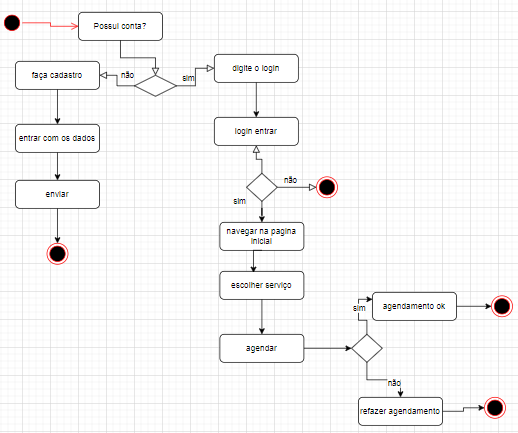 Possui conta?
não
sim
faça cadastro
digite o login
entrar com os dados
login entrar
enviar
não
sim
navegar na pagina
inicial
escolher serviço
agendar
sim
agendamento ok
não
refazer agendamento